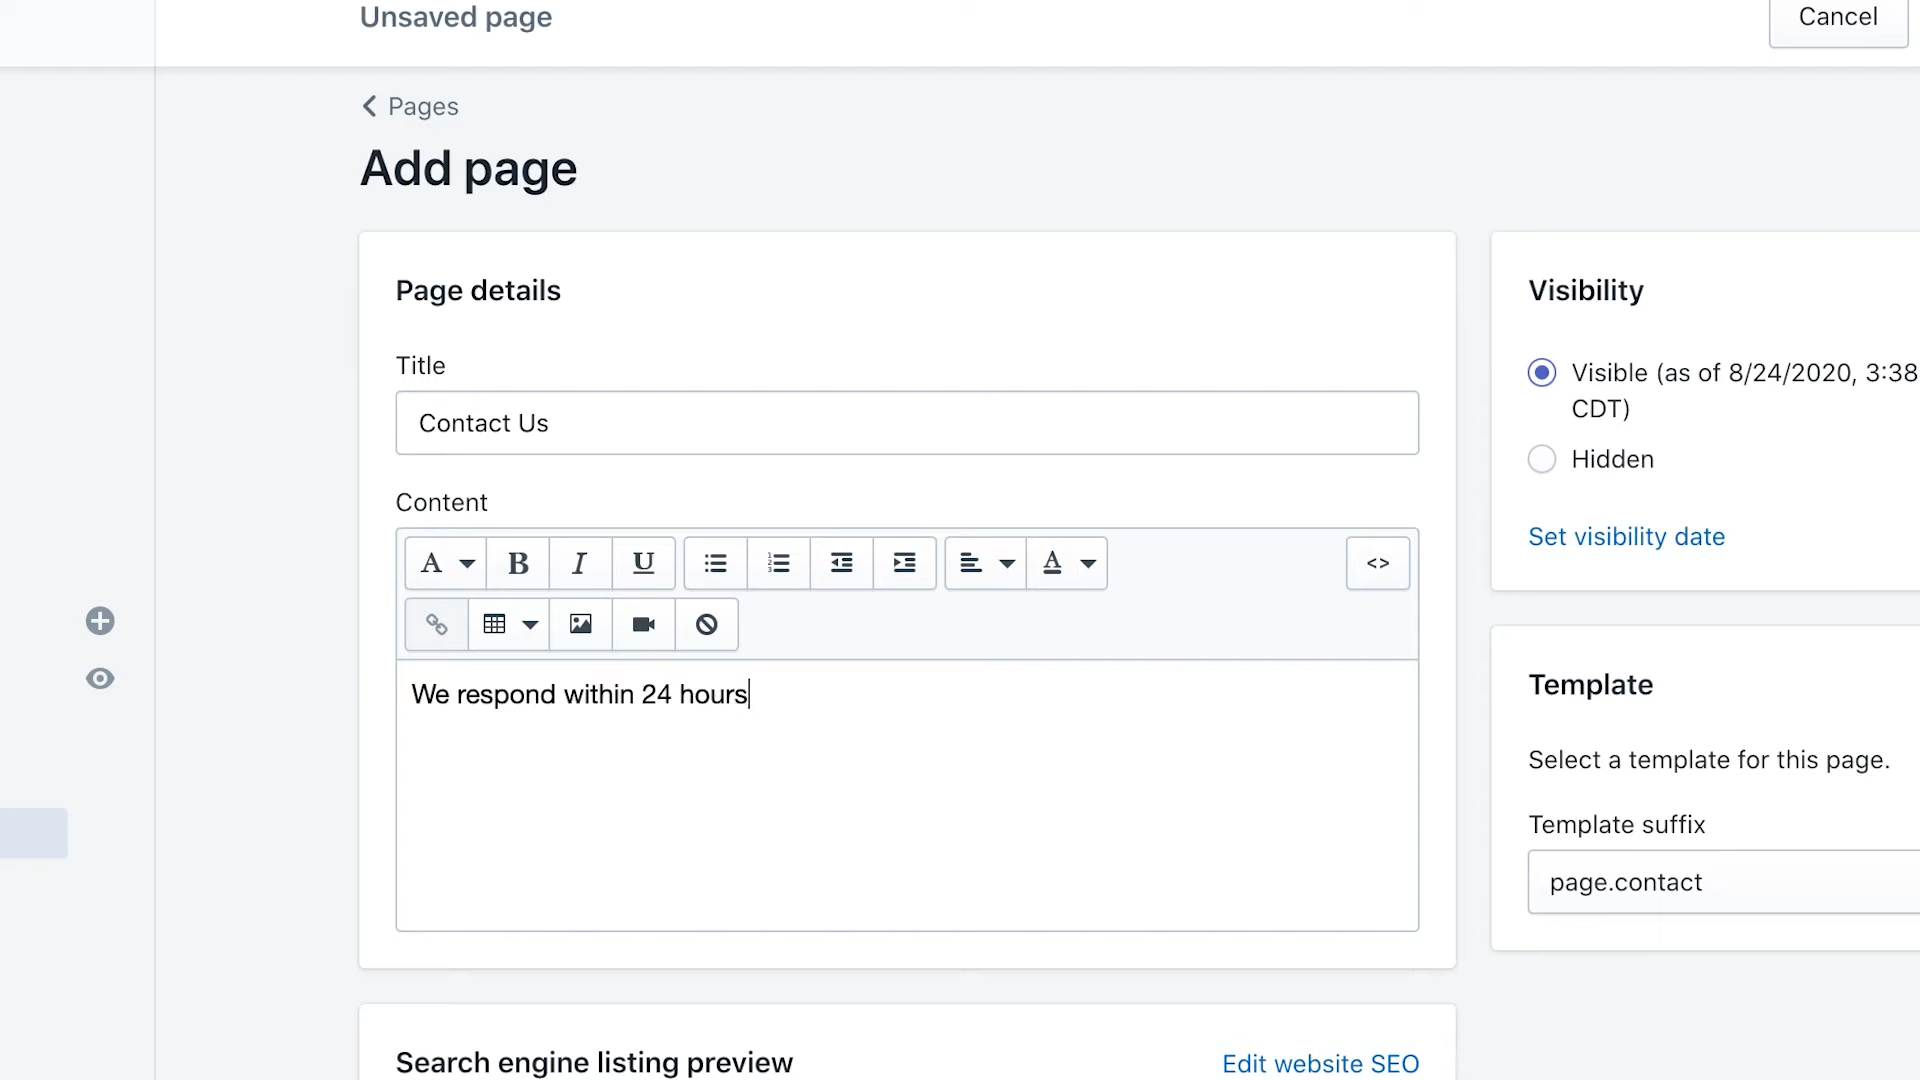 Unsaved page
Cancel
Pages
Add page
Page details
Title
Contact Us
Content
A
B
I
U
A
<>
We respond within 24 hours
Search engine listing preview
Edit website SEO
Visibility
Visible (as of 8/24/2020, 3:38
CDT)
Hidden
Set visibility date
Template
Select a template for this page.
Template suffix
page.contact